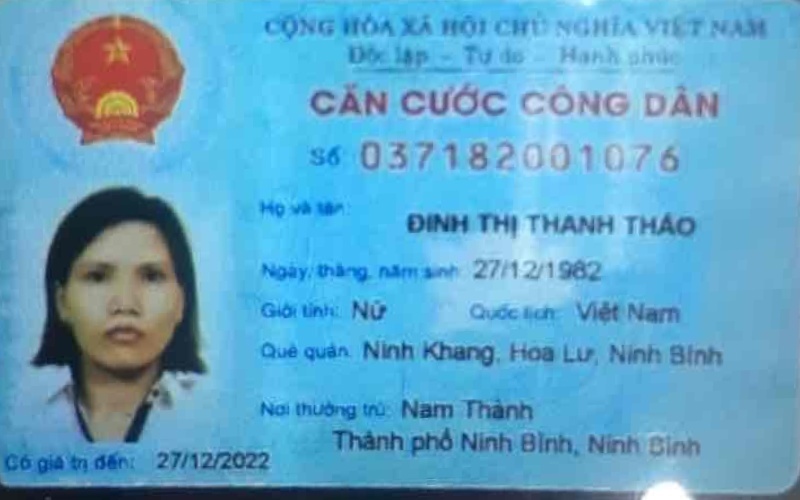 CỘNG HÒA XÃ HỘI CHỦ NGHĨA VIỆT NAM
Độc lập - Tự do - Hạnh phúc
CĂN CƯỚC CÔNG DÂN
Số 037182001076
Họ và tên:
ĐINH THỊ THANH THẢO
Ngày, tháng, năm sinh: 27/12/1982
Giới tính: Nữ Quốc tịch: Việt Nam
Quê quán: Ninh Khang, Hoa Lư, Ninh Bình
Nơi thường trú: Nam Thành
Thành phố Ninh Bình, Ninh Bình
Có giá trị đến: 27/12/2022